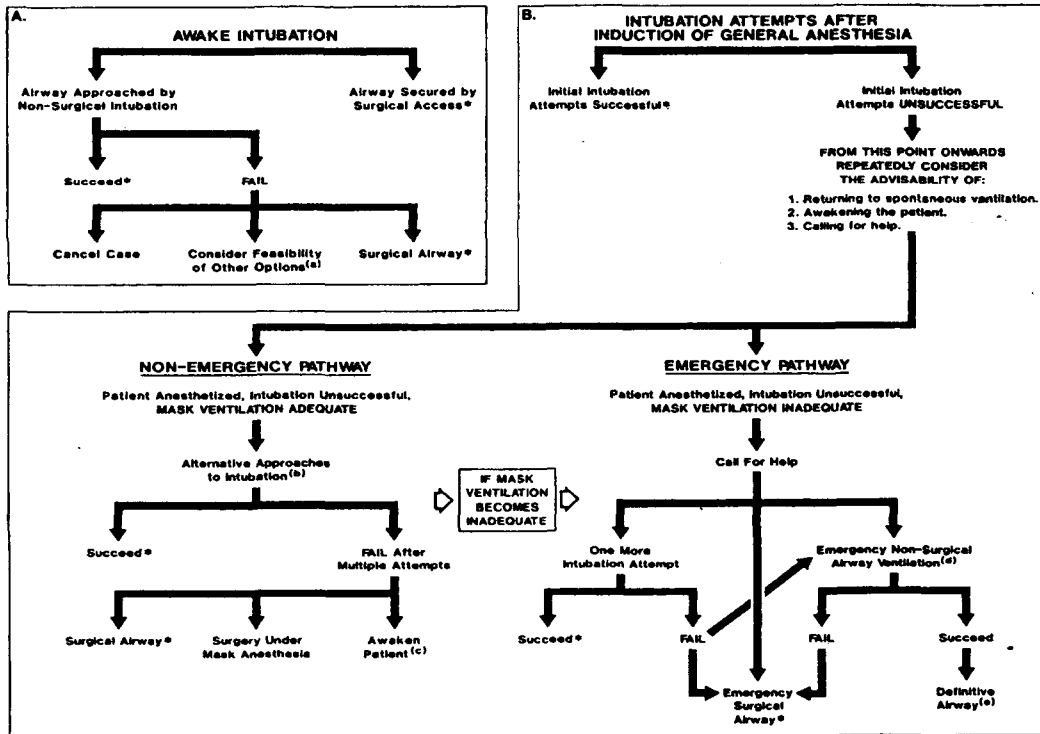 A.
AWAKE INTUBATION
Airway Approached by
Non-Surgical Intubation
Airway Secured by
Surgical Access*
Succeed*
FAIL
Cancel Case
Consider Feasibility
of Other Options(a)
Surgical Airway*
B.
INTUBATION ATTEMPTS AFTER
INDUCTION OF GENERAL ANESTHESIA
Initial Intubation
Attempts Successful*
Initial Intubation
Attempts UNSUCCESSFUL
FROM THIS POINT ONWARDS
REPEATEDLY CONSIDER
THE ADVISABILITY OF:
1. Returning to spontaneous ventilation.
2. Awakening the patient.
3. Calling for help.
NON-EMERGENCY PATHWAY
Patient Anesthetized, Intubation Unsuccessful,
MASK VENTILATION ADEQUATE
Alternative Approaches
to Intubation(b)
Succeed*
FAIL After
Multiple Attempts
Surgical Airway*
Surgery Under
Mask Anesthesia
Awaken
Patient(c)
IF MASK
VENTILATION
BECOMES
INADEQUATE
EMERGENCY PATHWAY
Patient Anesthetized, Intubation Unsuccessful,
MASK VENTILATION INADEQUATE
Call For Help
One More
Intubation Attempt
Emergency Non-Surgical
Airway Ventilation(d)
Succeed*
FAIL
FAIL
Succeed
Emergency
Surgical
Airway*
Definitive
Airway(e)